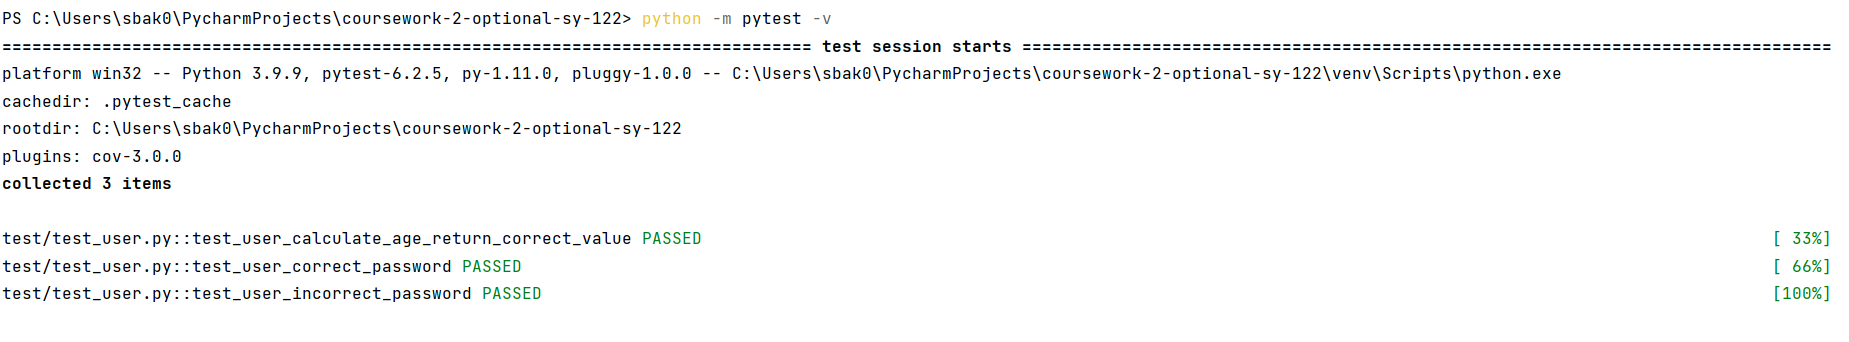 PS C:\Users\sbak0\PycharmProjects\coursework-2-optional-sy-122> python -m pytest -v
================================================================================= test session starts =================================================================================
platform win32 -- Python 3.9.9, pytest-6.2.5, py-1.11.0, pluggy-1.0.0 -- C:\Users\sbak0\PycharmProjects\coursework-2-optional-sy-122\venv\Scripts\python.exe
cachedir: .pytest_cache
rootdir: C:\Users\sbak0\PycharmProjects\coursework-2-optional-sy-122
plugins: cov-3.0.0
collected 3 items
test/test_user.py::test_user_calculate_age_return_correct_value PASSED [ 33%]
test/test_user.py::test_user_correct_password PASSED [ 66%]
test/test_user.py::test_user_incorrect_password PASSED [100%]